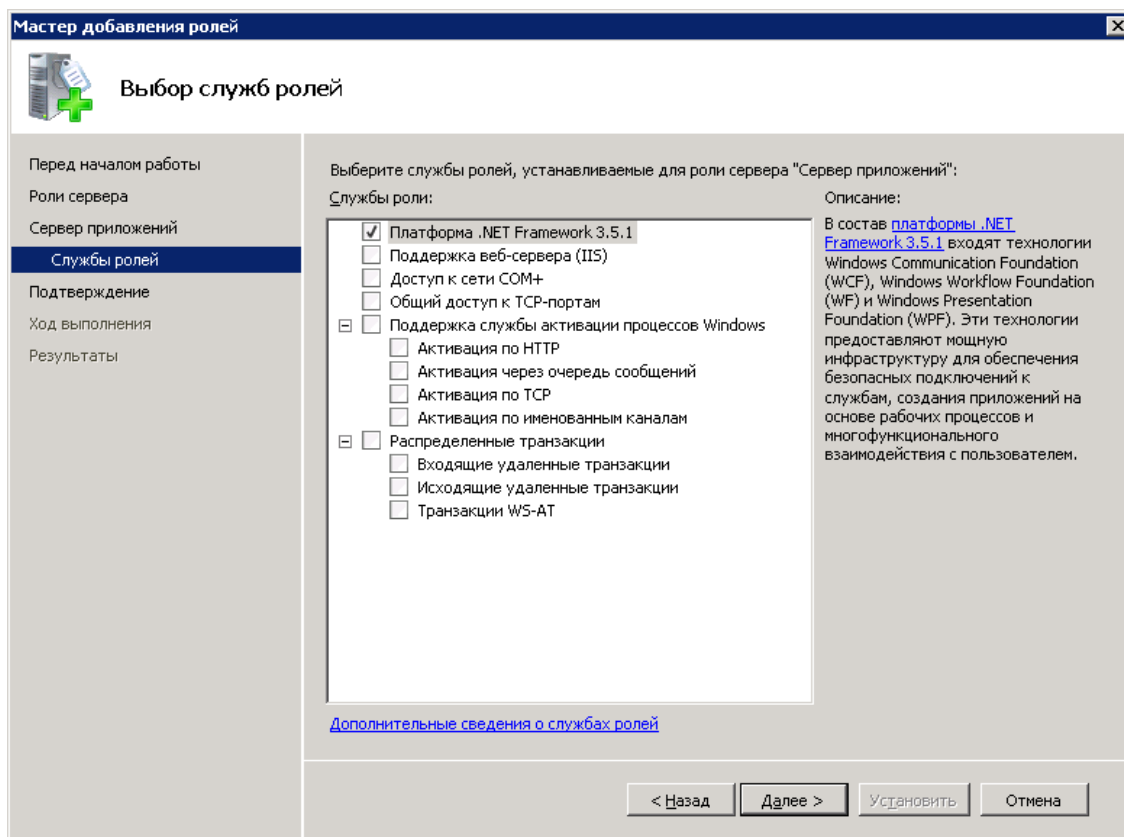 Мастер добавления ролей
Выбор служб ролей
Перед началом работы
Роли сервера
Сервер приложений
Службы ролей
Подтверждение
Ход выполнения
Результаты
Выберите службы ролей, устанавливаемые для роли сервера "Сервер приложений":
Службы роли:
Платформа .NET Framework 3.5.1
Поддержка веб-сервера (IIS)
Доступ к сети COM+
Общий доступ к TCP-портам
Поддержка службы активации процессов Windows
Активация по HTTP
Активация через очередь сообщений
Активация по TCP
Активация по именованным каналам
Распределенные транзакции
Входящие удаленные транзакции
Исходящие удаленные транзакции
Транзакции WS-AT
Дополнительные сведения о службах ролей
Описание:
В состав платформы .NET
Framework 3.5.1 входят технологии
Windows Communication Foundation
(WCF), Windows Workflow Foundation
(WF) и Windows Presentation
Foundation (WPF). Эти технологии
предоставляют мощную
инфраструктуру для обеспечения
безопасных подключений к
службам, создания приложений на
основе рабочих процессов и
многофункционального
взаимодействия с пользователем.
< Назад
Далее >
Установить
Отмена